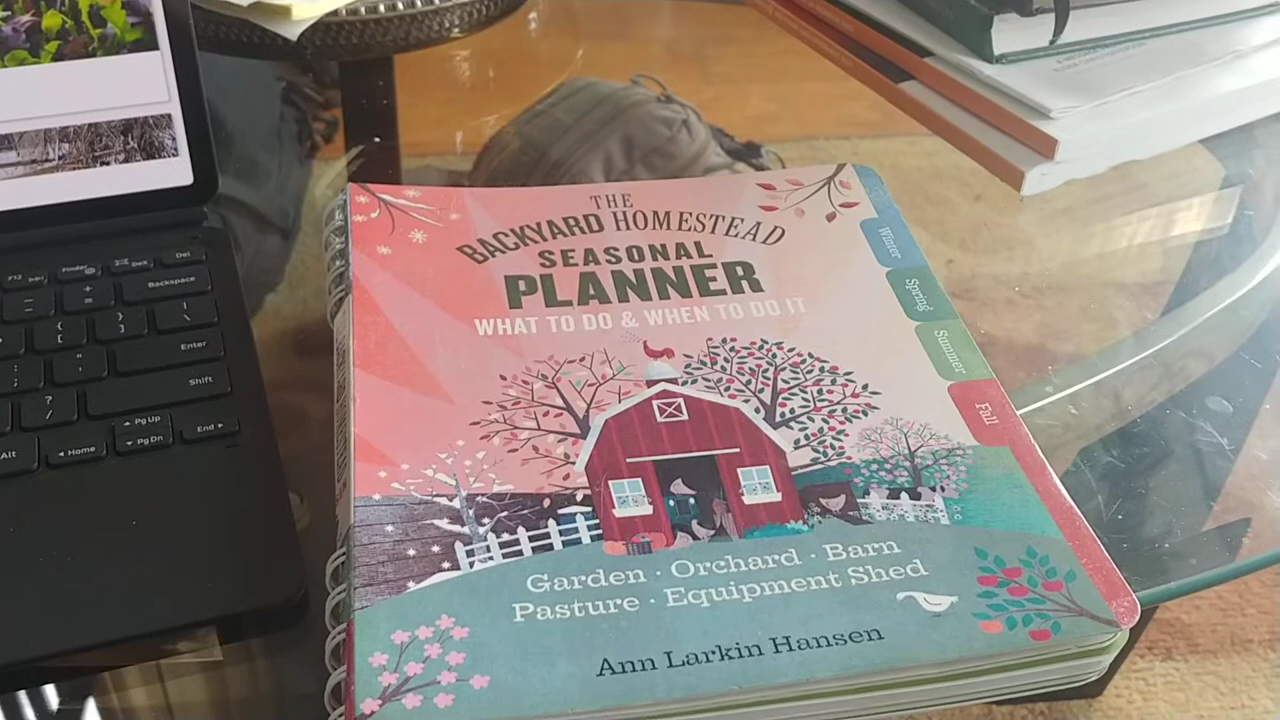 THE
BACKYARD HOMESTEAD
SEASONAL
PLANNER
WHAT TO DO & WHEN TO DO IT
Winter
Spring
Summer
Fall
Garden · Orchard · Barn
Pasture · Equipment Shed
Ann Larkin Hansen
F12
Finder
DeX
Del
Backspace
Enter
Shift
Alt
Home
Pg Up
Pg Dn
End